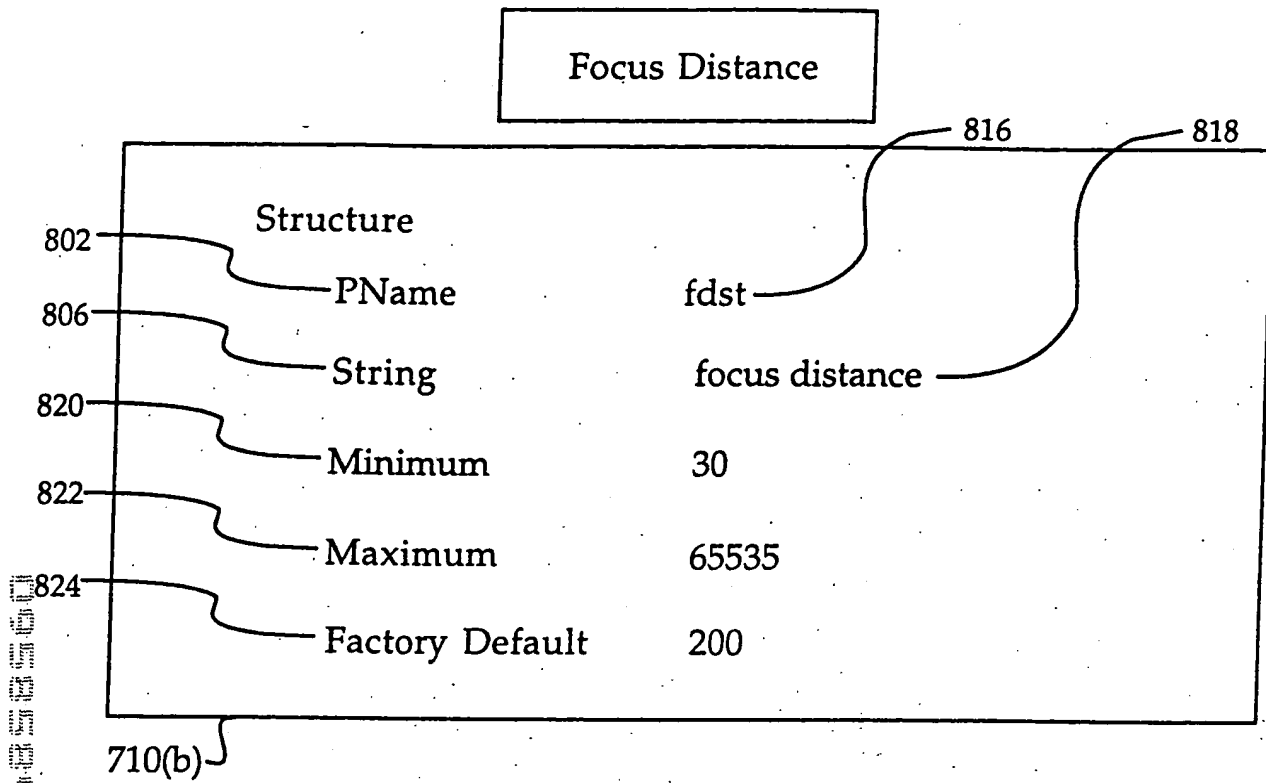 Focus Distance
816
818
Structure
802
PName fdst
806
String focus distance
820
Minimum 30
822
Maximum 65535
824
Factory Default 200
710(b)